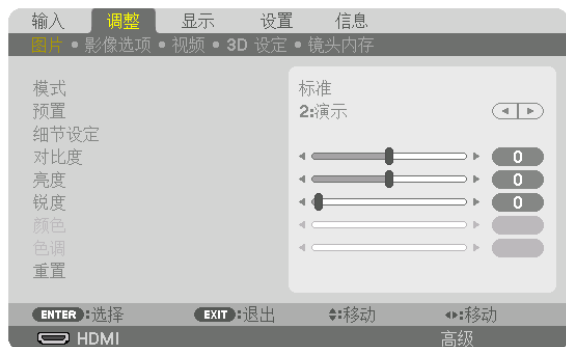 输入 调整 显示 设置 信息
图片 • 影像选项 • 视频 • 3D 设定 • 镜头内存
模式 标准
预置 2:演示
细节设定
对比度 0
亮度 0
锐度 0
颜色
色调
重置
ENTER :选择 EXIT :退出 :移动 :移动
HDMI 高级